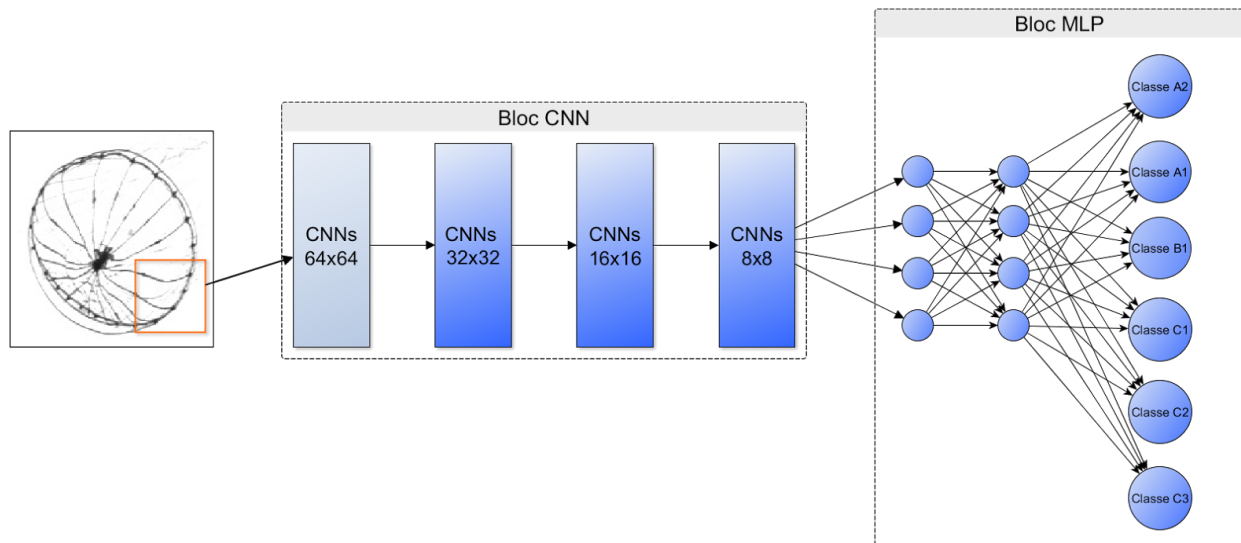 Bloc MLP
Bloc CNN
CNNs
64x64
CNNs
32x32
CNNs
16x16
CNNs
8x8
Classe A2
Classe A1
Classe B1
Classe C1
Classe C2
Classe C3